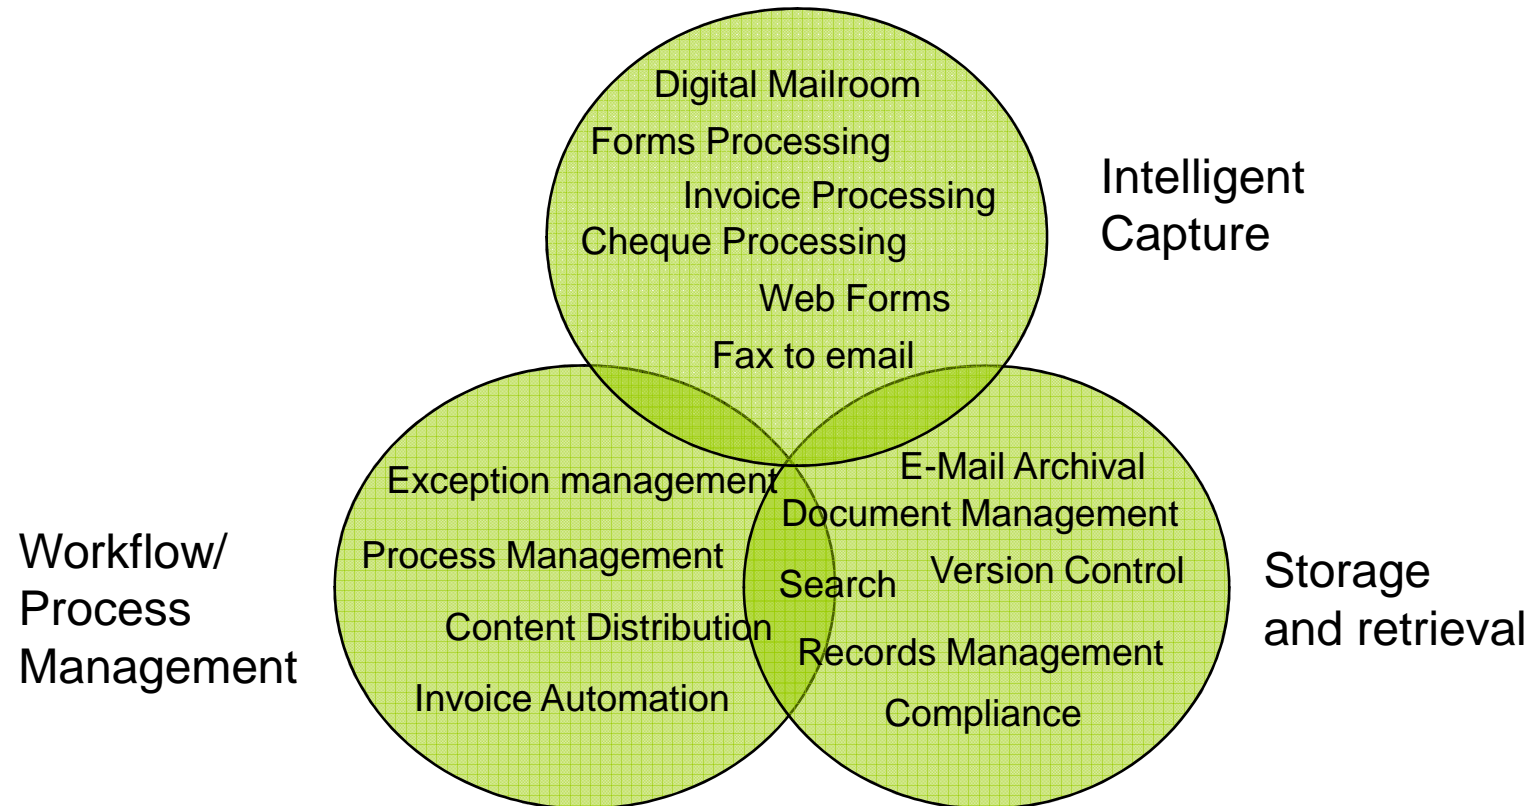 Digital Mailroom
Forms Processing
Invoice Processing
Cheque Processing
Web Forms
Fax to email
Intelligent
Capture
Exception management
Process Management
Content Distribution
Invoice Automation
Workflow/
Process
Management
E-Mail Archival
Document Management
Search
Version Control
Records Management
Compliance
Storage
and retrieval